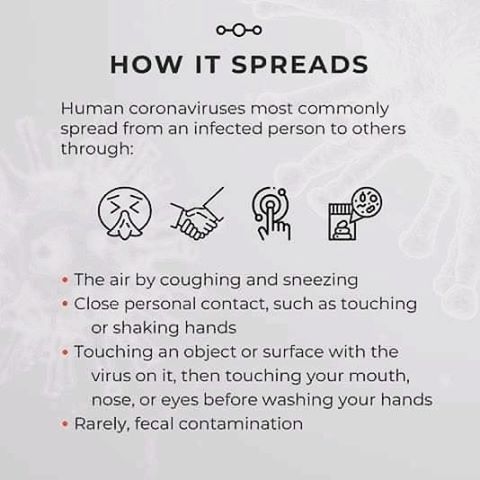 HOW IT SPREADS
Human coronaviruses most commonly
spread from an infected person to others
through:
• The air by coughing and sneezing
• Close personal contact, such as touching
or shaking hands
• Touching an object or surface with the
virus on it, then touching your mouth,
nose, or eyes before washing your hands
• Rarely, fecal contamination